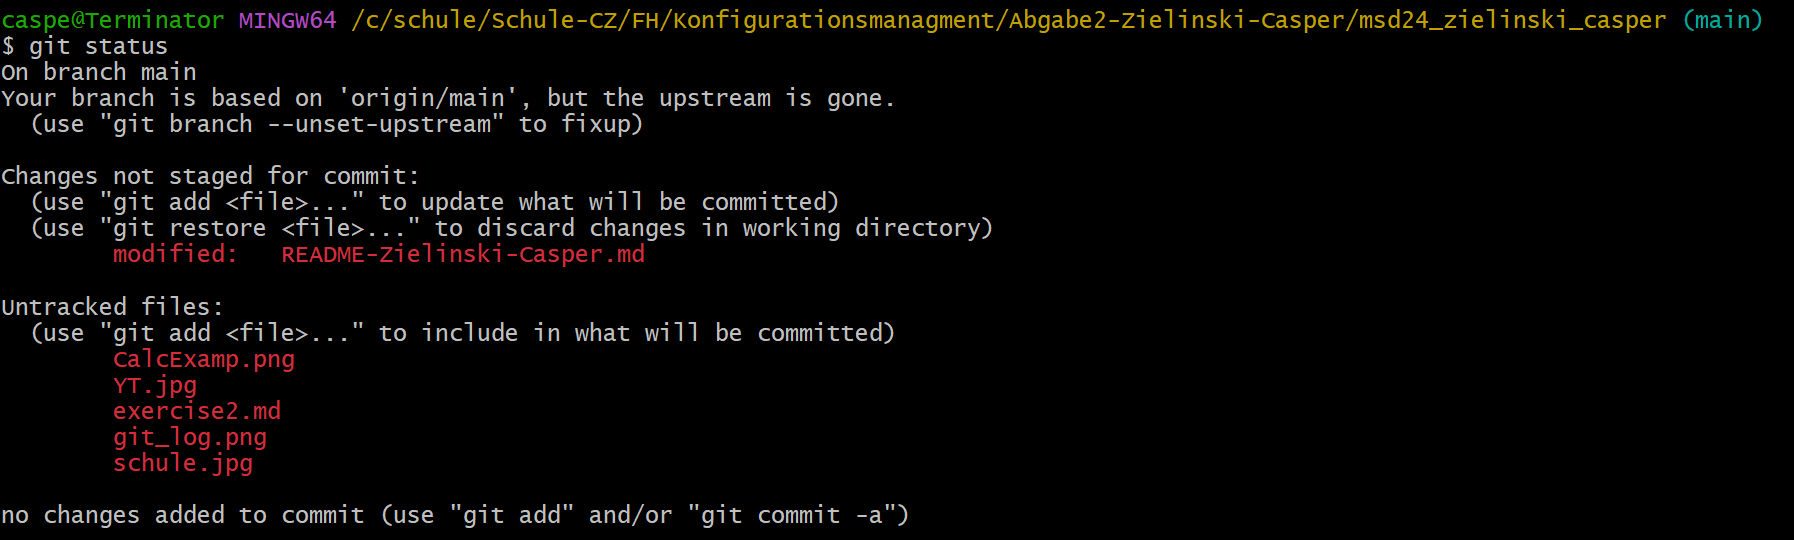 caspe@Terminator MINGW64 /c/schule/Schule-CZ/FH/Konfigurationsmanagment/Abgabe2-Zielinski-Casper/msd24_zielinski_casper (main)
$ git status
On branch main
Your branch is based on 'origin/main', but the upstream is gone.
  (use "git branch --unset-upstream" to fixup)

Changes not staged for commit:
  (use "git add <file>..." to update what will be committed)
  (use "git restore <file>..." to discard changes in working directory)
        modified:   README-Zielinski-Casper.md

Untracked files:
  (use "git add <file>..." to include in what will be committed)
        CalcExamp.png
        YT.jpg
        exercise2.md
        git_log.png
        schule.jpg

no changes added to commit (use "git add" and/or "git commit -a")